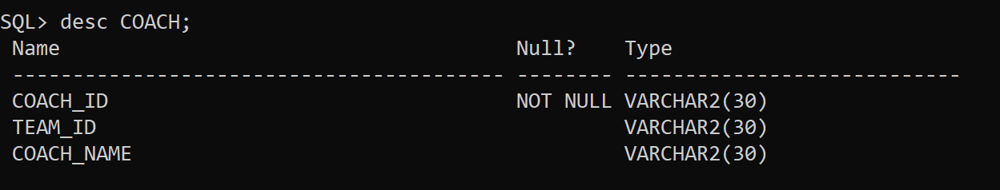 SQL> desc COACH;
Name Null? Type
----------------------------------------- -------- ----------------------------
COACH_ID NOT NULL VARCHAR2(30)
TEAM_ID VARCHAR2(30)
COACH_NAME VARCHAR2(30)